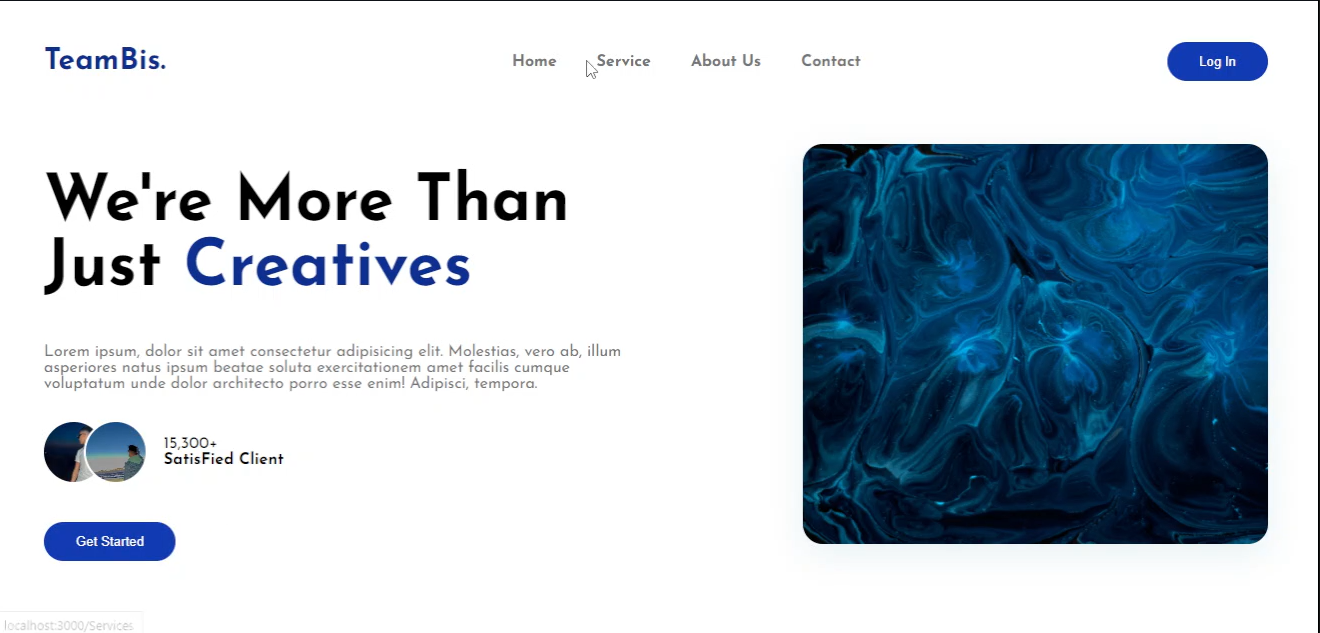 TeamBis.
Home Service About Us Contact
Log In
We're More Than
Just Creatives
Lorem ipsum, dolor sit amet consectetur adipisicing elit. Molestias, vero ab, illum
asperiores natus ipsum beatae soluta exercitationem amet facilis cumque
voluptatum unde dolor architecto porro esse enim! Adipisci, tempora.
15,300+
SatisFied Client
Get Started
localhost:3000/Services